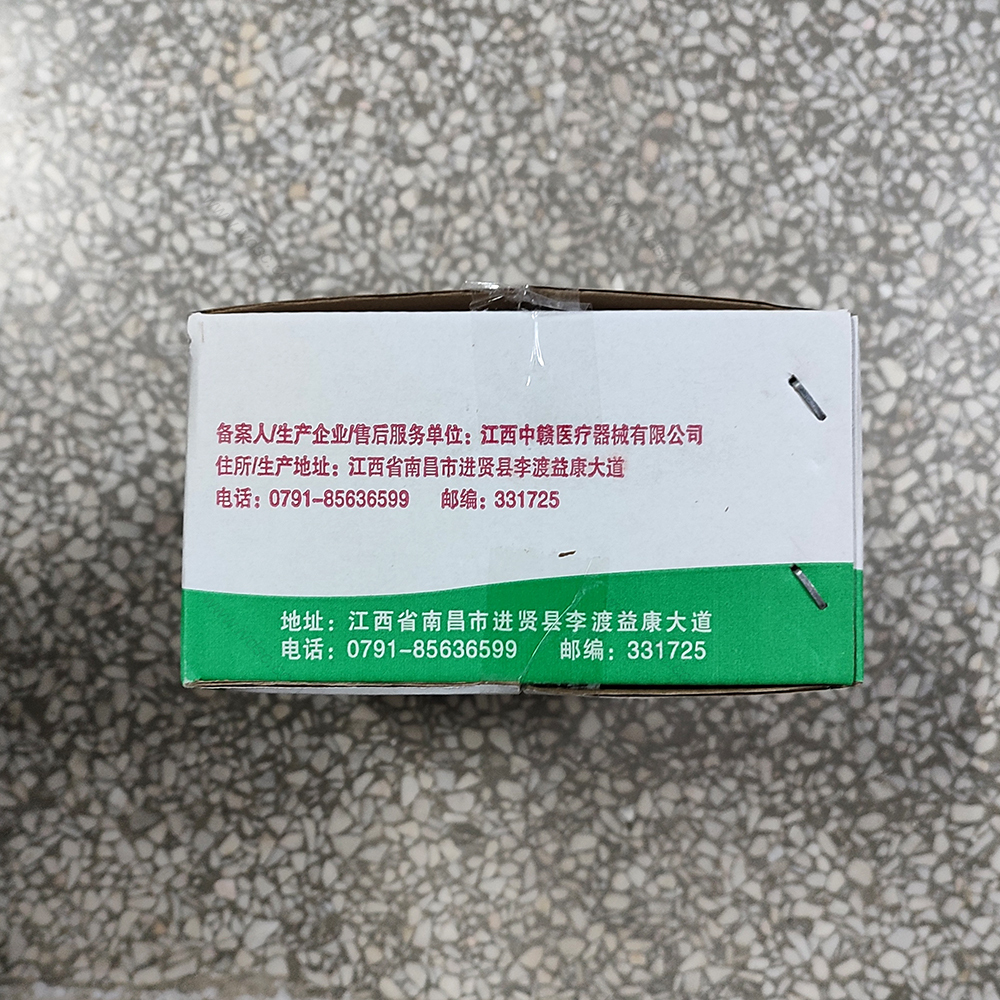 备案人/生产企业/售后服务单位：江西中赣医疗器械有限公司
住所/生产地址：江西省南昌市进贤县李渡益康大道
电话：0791-85636599 邮编：331725
地址：江西省南昌市进贤县李渡益康大道
电话：0791-85636599 邮编：331725